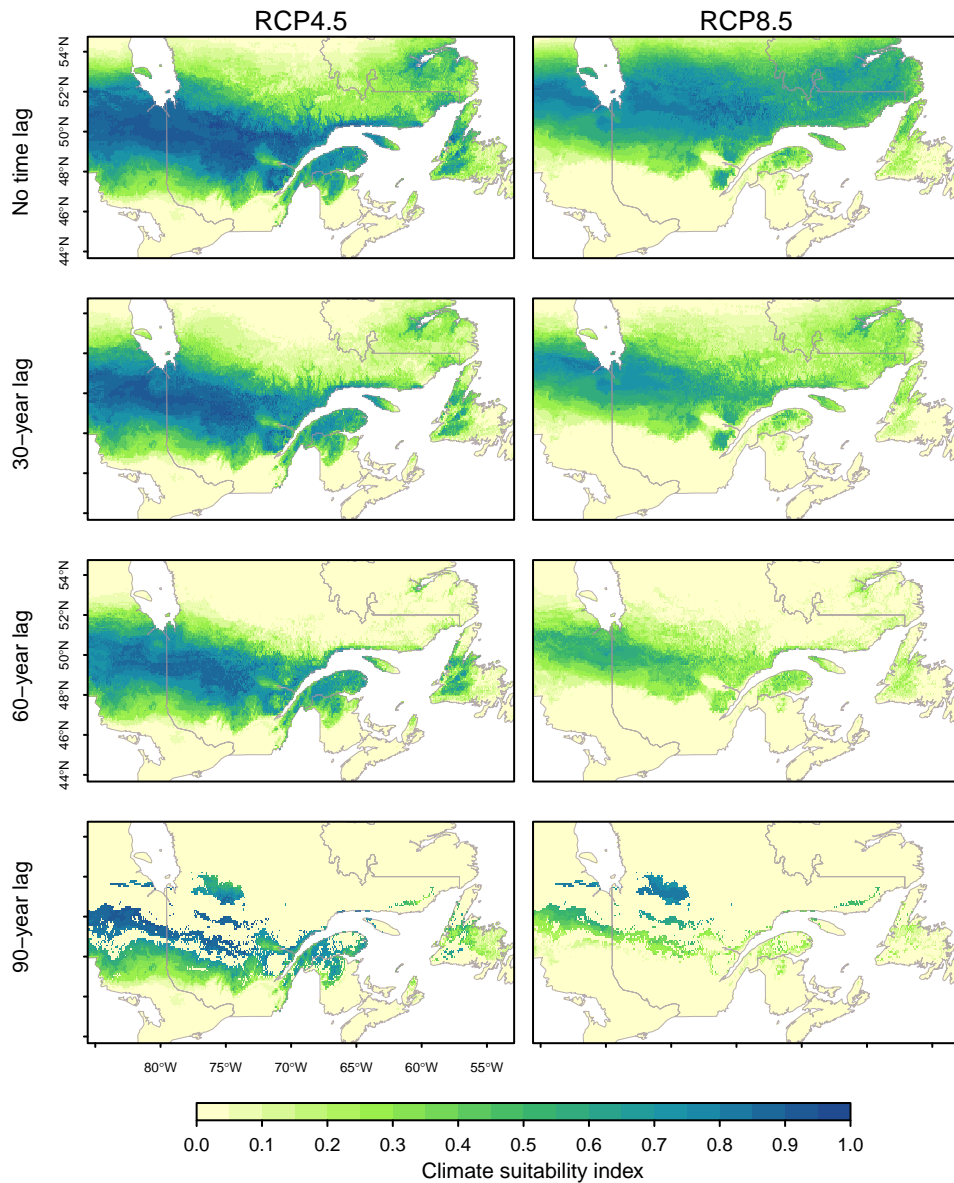 RCP4.5
RCP8.5
No time lag
54°N
52°N
50°N
48°N
46°N
44°N
30−year lag
60−year lag
54°N
52°N
50°N
48°N
46°N
44°N
90−year lag
80°W
70°W
65°W
60°W
55°W
0.0
0.1
0.2
0.3
0.4
0.5
0.6
0.7
0.8
0.9
1.0
Climate suitability index